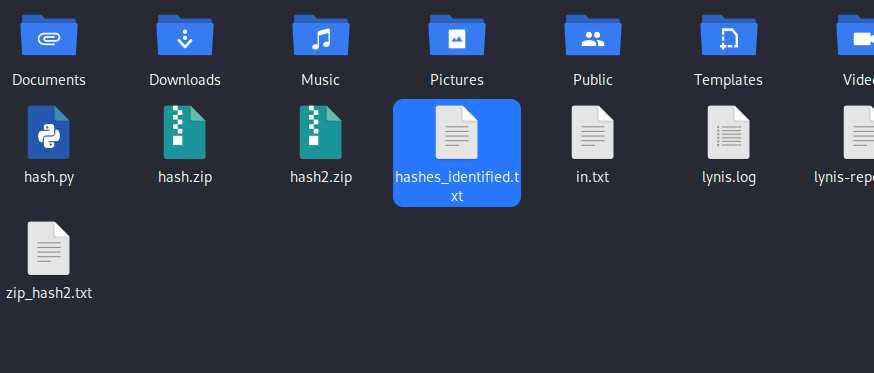 Documents
Downloads
Music
Pictures
Public
Templates
hash.py
hash.zip
hash2.zip
hashes_identified.t
xt
in.txt
lynis.log
zip_hash2.txt